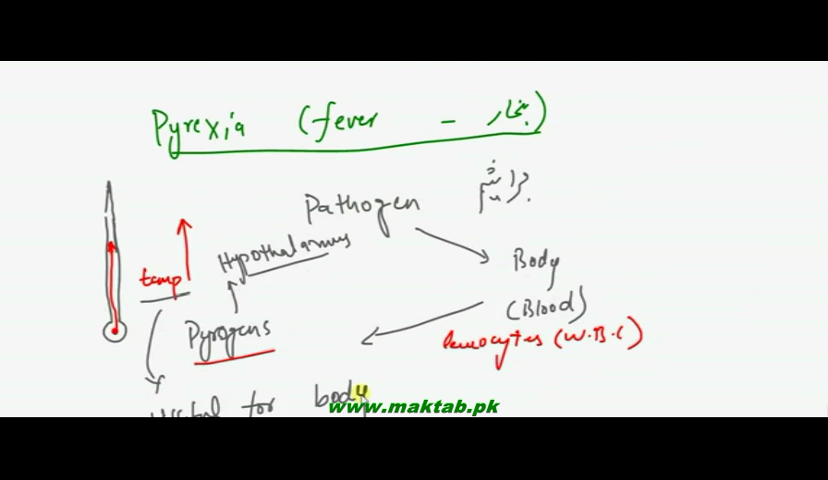 Pyrexia (fever - بخار)
Pathogen جراثیم
Hypothalamus
Body
temp
(Blood)
Pyrogens
leucocytes (W.B.C)
Useful for body
www.maktab.pk